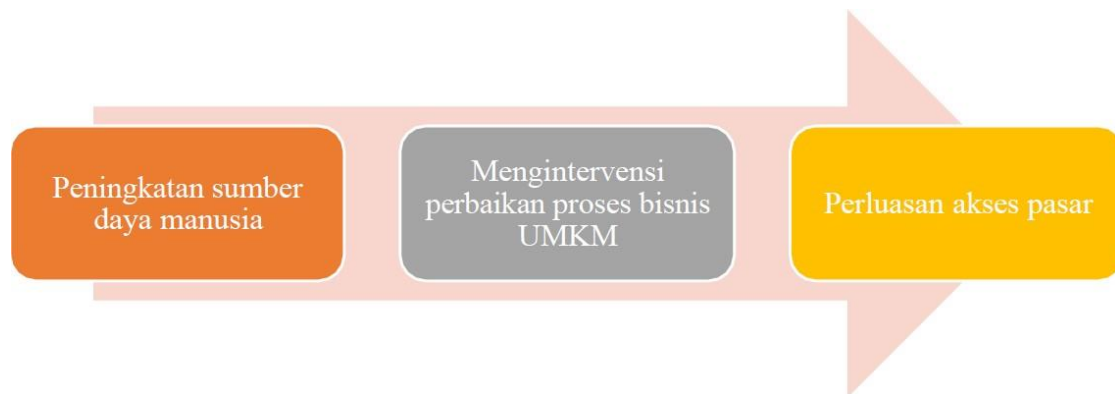 Peningkatan sumber
daya manusia
Mengintervensi
perbaikan proses bisnis
UMKM
Perluasan akses pasar